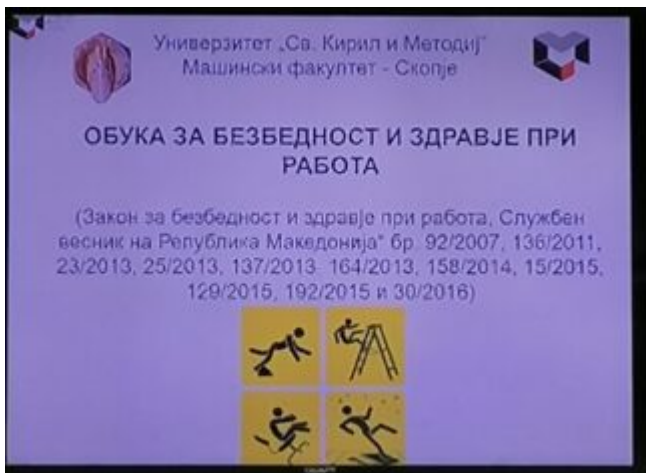 Универзитет „Св. Кирил и Методиј“
Машински факултет - Скопје
ОБУКА ЗА БЕЗБЕДНОСТ И ЗДРАВЈЕ ПРИ
РАБОТА
(Закон за безбедност и здравје при работа, Службен
весник на Република Македонија“ бр. 92/2007, 136/2011,
23/2013, 25/2013, 137/2013 164/2013, 158/2014, 15/2015,
129/2015, 192/2015 и 30/2016)